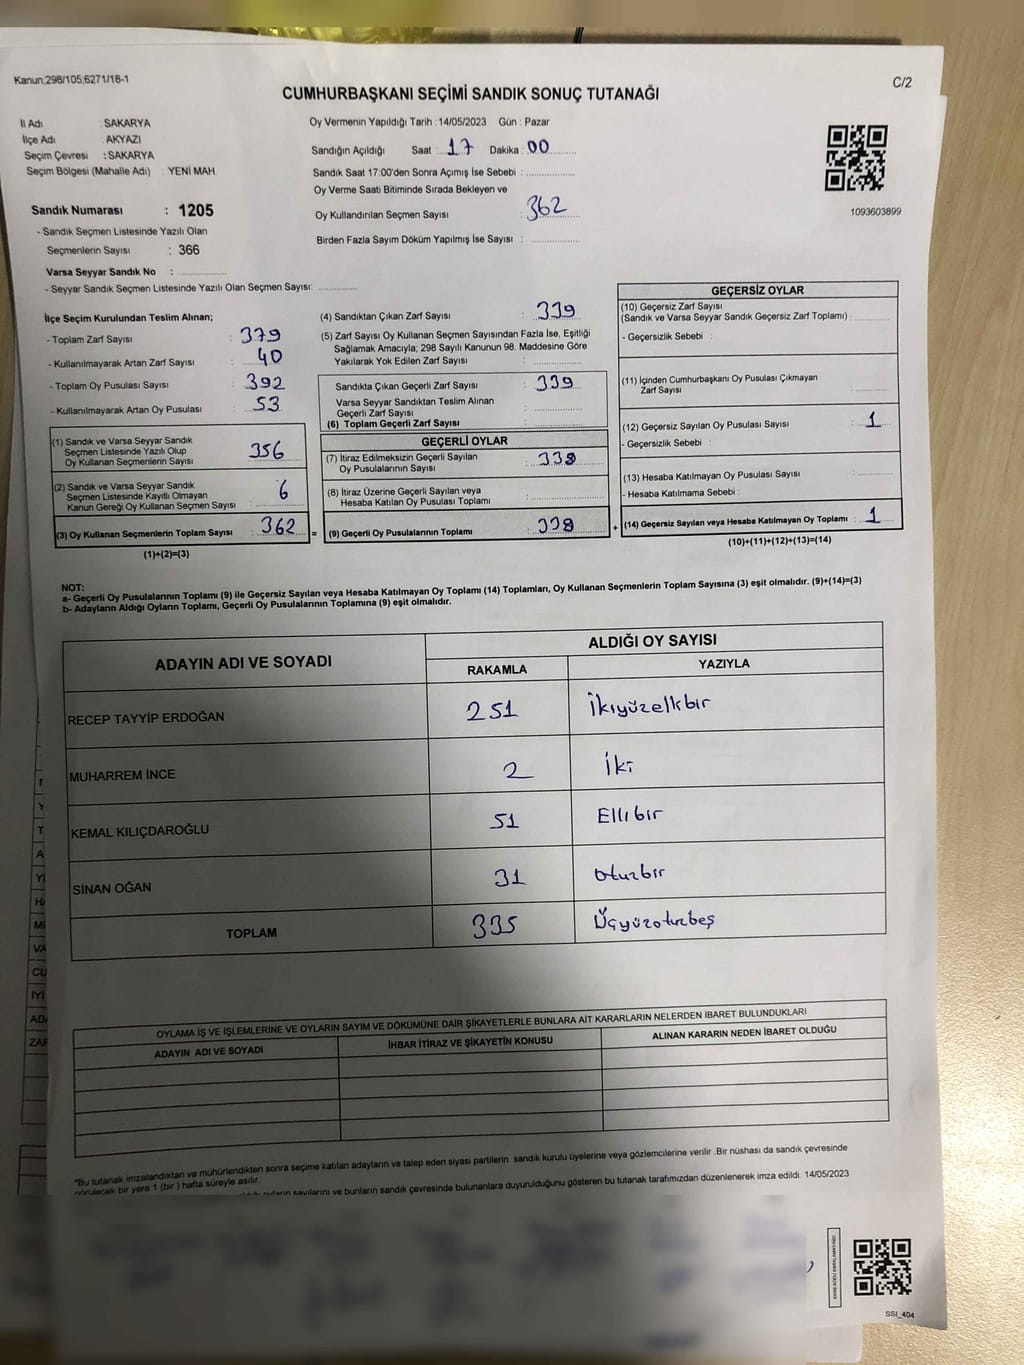 Kanun,298/105,6271/18-1
C/2
CUMHURBAŞKANI SEÇİMİ SANDIK SONUÇ TUTANAĞI
İl Adı : SAKARYA
İlçe Adı : AKYAZI
Seçim Çevresi : SAKARYA
Seçim Bölgesi (Mahalle Adı) : YENİ MAH
Sandık Numarası : 1205
- Sandık Seçmen Listesinde Yazılı Olan
Seçmenlerin Sayısı : 366
Varsa Seyyar Sandık No :
- Seyyar Sandık Seçmen Listesinde Yazılı Olan Seçmen Sayısı:
Oy Vermenin Yapıldığı Tarih :14/05/2023 Gün : Pazar
Sandığın Açıldığı Saat : 17 Dakika : 00
Sandık Saat 17:00'den Sonra Açımış İse Sebebi :
Oy Verme Saati Bitiminde Sırada Bekleyen ve
Oy Kullandırılan Seçmen Sayısı : 362
Birden Fazla Sayım Döküm Yapılmış İse Sayısı :
1093603899
İlçe Seçim Kurulundan Teslim Alınan;
- Toplam Zarf Sayısı : 379
- Kullanılmayarak Artan Zarf Sayısı : 40
- Toplam Oy Pusulası Sayısı : 392
- Kullanılmayarak Artan Oy Pusulası : 53
(1) Sandık ve Varsa Seyyar Sandık
Seçmen Listesinde Yazılı Olup
Oy Kullanan Seçmenlerin Sayısı : 356
(2) Sandık ve Varsa Seyyar Sandık
Seçmen Listesinde Kayıtlı Olmayan
Kanun Gereği Oy Kullanan Seçmen Sayısı : 6
(3) Oy Kullanan Seçmenlerin Toplam Sayısı : 362
(1)+(2)=(3)
(4) Sandıktan Çıkan Zarf Sayısı : 339
(5) Zarf Sayısı Oy Kullanan Seçmen Sayısından Fazla İse, Eşitliği
Sağlamak Amacıyla; 298 Sayılı Kanunun 98. Maddesine Göre
Yakılarak Yok Edilen Zarf Sayısı :
Sandıkta Çıkan Geçerli Zarf Sayısı : 339
Varsa Seyyar Sandıktan Teslim Alınan
Geçerli Zarf Sayısı :
(6) Toplam Geçerli Zarf Sayısı :
GEÇERLİ OYLAR
(7) İtiraz Edilmeksizin Geçerli Sayılan
Oy Pusulalarının Sayısı : 338
(8) İtiraz Üzerine Geçerli Sayılan veya
Hesaba Katılan Oy Pusulası Toplamı :
= (9) Geçerli Oy Pusulalarının Toplamı : 338
GEÇERSİZ OYLAR
(10) Geçersiz Zarf Sayısı
(Sandık ve Varsa Seyyar Sandık Geçersiz Zarf Toplamı) :
- Geçersizlik Sebebi :
(11) İçinden Cumhurbaşkanı Oy Pusulası Çıkmayan
Zarf Sayısı :
(12) Geçersiz Sayılan Oy Pusulası Sayısı : 1
- Geçersizlik Sebebi :
(13) Hesaba Katılmayan Oy Pusulası Sayısı :
- Hesaba Katılmama Sebebi :
+ (14) Geçersiz Sayılan veya Hesaba Katılmayan Oy Toplamı : 1
(10)+(11)+(12)+(13)=(14)
NOT:
a- Geçerli Oy Pusulalarının Toplamı (9) ile Geçersiz Sayılan veya Hesaba Katılmayan Oy Toplamı (14) Toplamları, Oy Kullanan Seçmenlerin Toplam Sayısına (3) eşit olmalıdır. (9)+(14)=(3)
b- Adayların Aldığı Oyların Toplamı, Geçerli Oy Pusulalarının Toplamına (9) eşit olmalıdır.
ADAYIN ADI VE SOYADI ALDIĞI OY SAYISI
RAKAMLA YAZIYLA
RECEP TAYYİP ERDOĞAN 251 İkiyüzelkbir
MUHARREM İNCE 2 İki
KEMAL KILIÇDAROĞLU 51 Ellibir
SİNAN OĞAN 31 Otuzbir
TOPLAM 335 Üçyüzotuzbeş
OYLAMA İŞ VE İŞLEMLERİNE VE OYLARIN SAYIM VE DÖKÜMÜNE DAİR ŞİKAYETLERLE BUNLARA AİT KARARLARIN NELERDEN İBARET BULUNDUKLARI
ADAYIN ADI VE SOYADI İHBAR İTİRAZ VE ŞİKAYETİN KONUSU ALINAN KARARIN NEDEN İBARET OLDUĞU
*Bu tutanak imzalandıktan ve mühürlendikten sonra seçime katılan adayların ve talep eden siyasi partilerin sandık kurulu üyelerine veya gözlemcilerine verilir .Bir nüshası da sandık çevresinde
görülecek bir yere 1 (bir ) hafta süreyle asılır.
oyların sayılarını ve bunların sandık çevresinde bulunanlara duyurulduğunu gösteren bu tutanak tarafımızdan düzenlenerek imza edildi. 14/05/2023
SSI_404